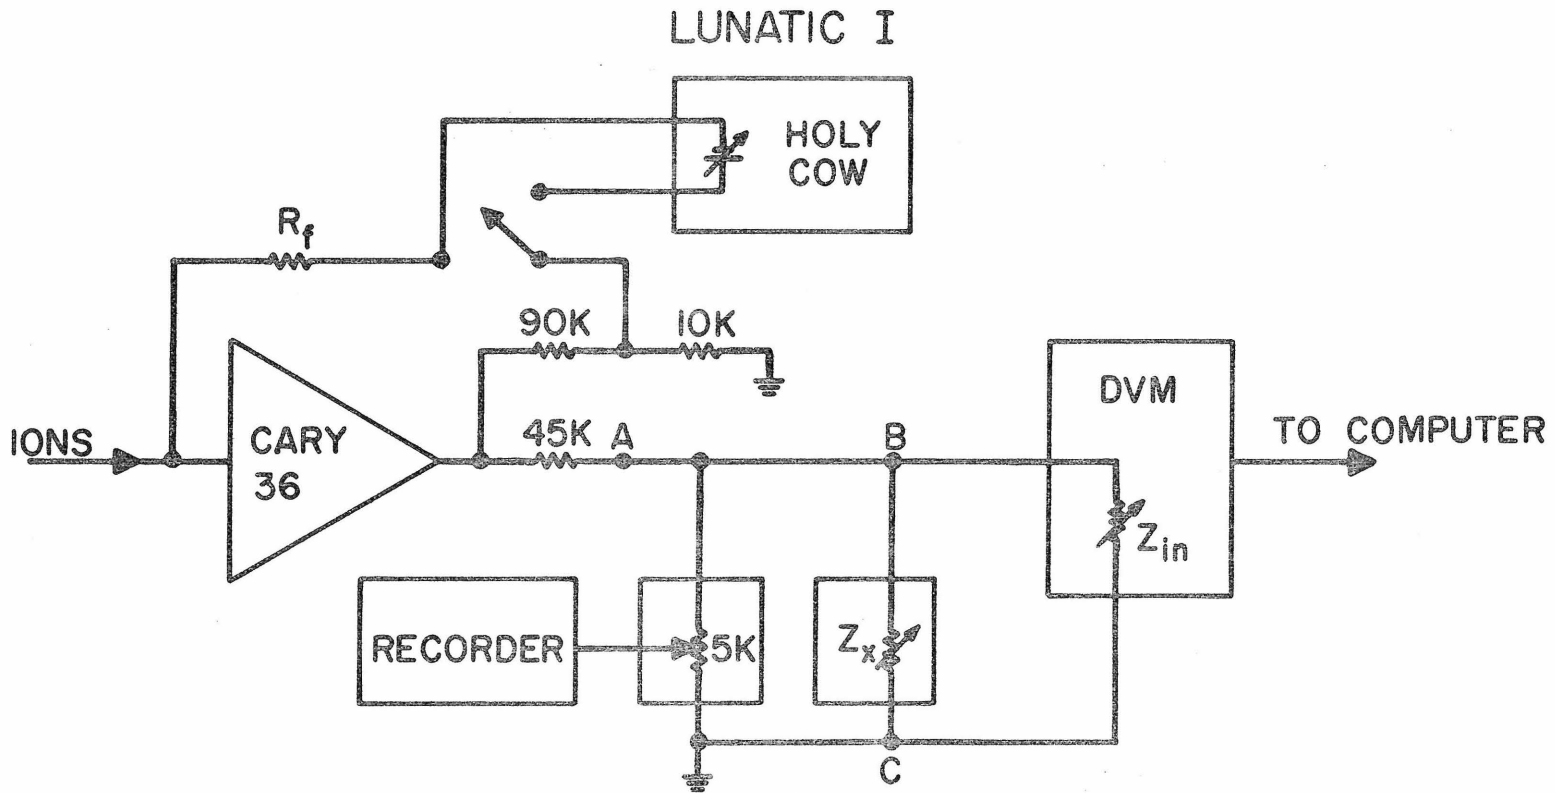 LUNATIC I
HOLY
COW
Rf
90K
10K
DVM
IONS
CARY
36
45K
A
B
TO COMPUTER
Zin
RECORDER
5K
Zx
C